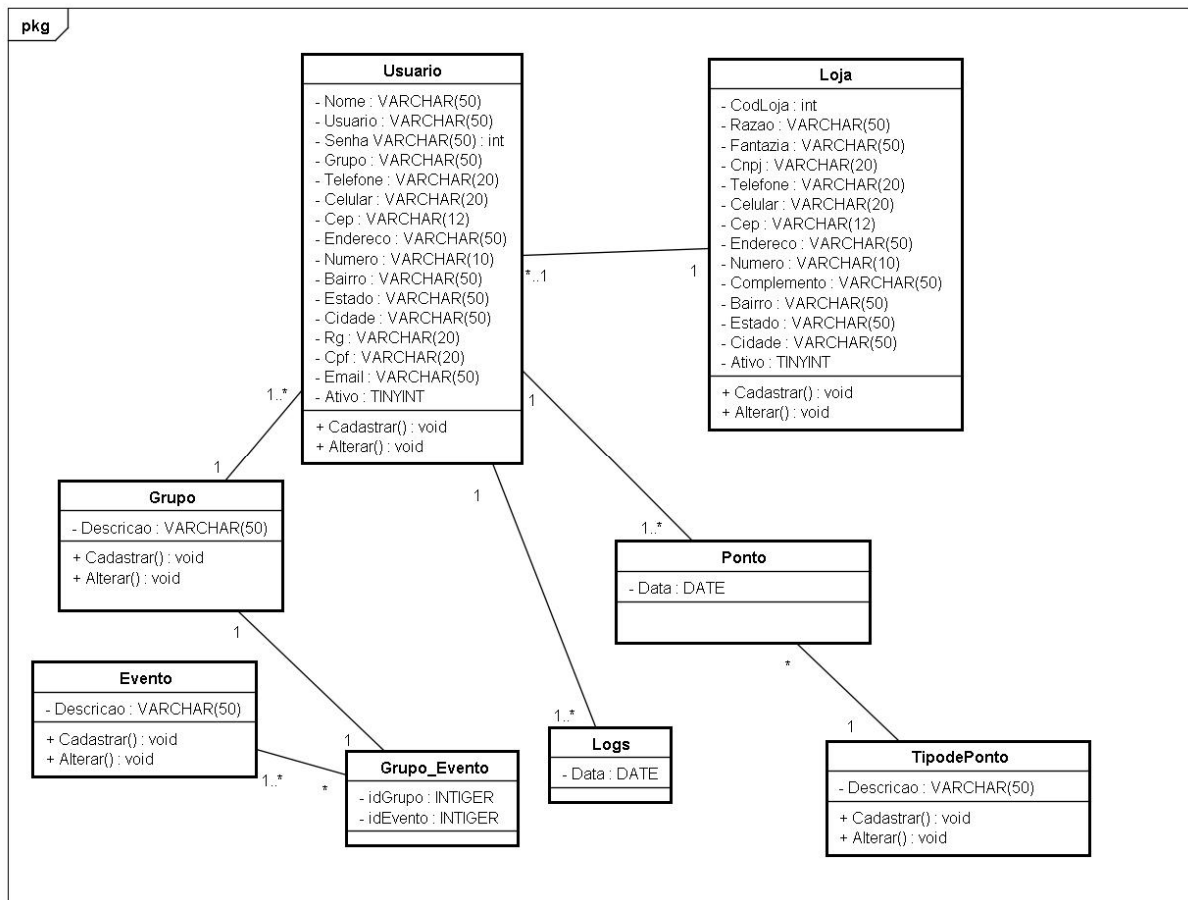 pkg
Usuario
- Nome : VARCHAR(50)
- Usuario : VARCHAR(50)
- Senha VARCHAR(50) : int
- Grupo : VARCHAR(50)
- Telefone : VARCHAR(20)
- Celular : VARCHAR(20)
- Cep : VARCHAR(12)
- Endereco : VARCHAR(50)
- Numero : VARCHAR(10)
- Bairro : VARCHAR(50)
- Estado : VARCHAR(50)
- Cidade : VARCHAR(50)
- Rg : VARCHAR(20)
- Cpf : VARCHAR(20)
- Email : VARCHAR(50)
- Ativo : TINYINT
+ Cadastrar() : void
+ Alterar() : void
Loja
- CodLoja : int
- Razao : VARCHAR(50)
- Fantazia : VARCHAR(50)
- Cnpj : VARCHAR(20)
- Telefone : VARCHAR(20)
- Celular : VARCHAR(20)
- Cep : VARCHAR(12)
- Endereco : VARCHAR(50)
- Numero : VARCHAR(10)
- Complemento : VARCHAR(50)
- Bairro : VARCHAR(50)
- Estado : VARCHAR(50)
- Cidade : VARCHAR(50)
- Ativo : TINYINT
+ Cadastrar() : void
+ Alterar() : void
*..1
1
1..*
1
1
1..*
1
1..*
Grupo
- Descricao : VARCHAR(50)
+ Cadastrar() : void
+ Alterar() : void
Ponto
- Data : DATE
1
1
*
1
Evento
- Descricao : VARCHAR(50)
+ Cadastrar() : void
+ Alterar() : void
1..*
*
Grupo_Evento
- idGrupo : INTIGER
- idEvento : INTIGER
Logs
- Data : DATE
TipodePonto
- Descricao : VARCHAR(50)
+ Cadastrar() : void
+ Alterar() : void